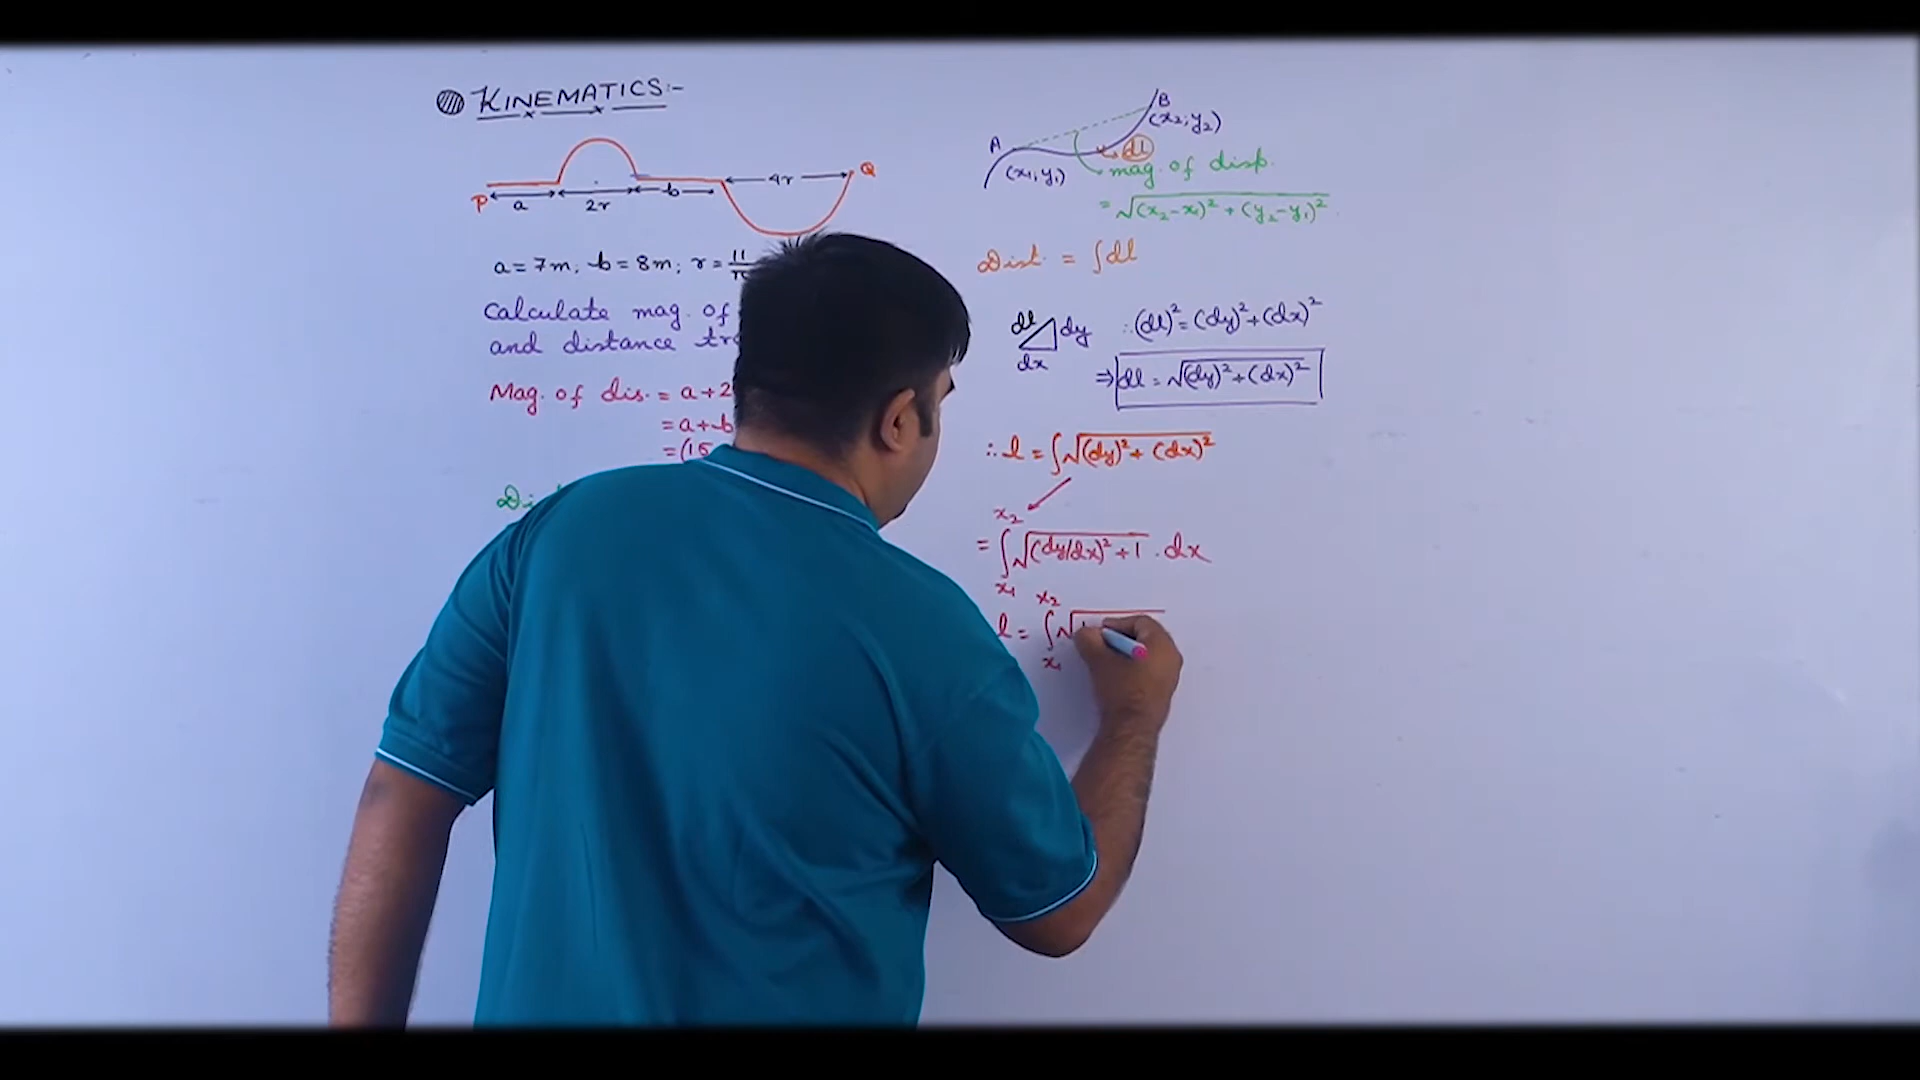 KINEMATICS:-
P a 2r b 4r Q
a = 7m; b = 8m; r = 11
Calculate mag. of
and distance
Mag. of dis. = a + 2
= a + b
= (15
A (x₁, y₁)
B (x₂, y₂)
dl
mag. of disp.
= √(x₂-x₁)² + (y₂-y₁)²
Dist. = ∫dl
dl dy dx
∴ (dl)² = (dy)² + (dx)²
⇒ dl = √(dy)² + (dx)²
∴ l = ∫√(dy)² + (dx)²
x₂
= ∫√(dy/dx)² + 1 . dx
x₁ x₂
l = ∫√
x₁